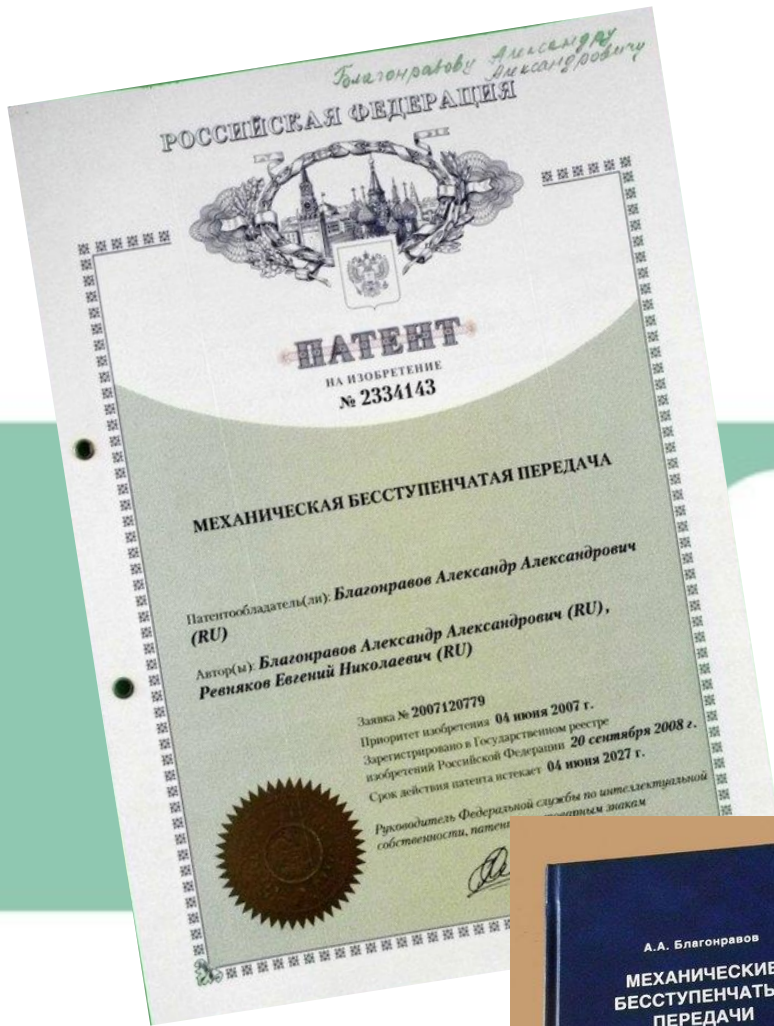 Благонравову Александру
Александровичу
РОССИЙСКАЯ ФЕДЕРАЦИЯ
ПАТЕНТ
НА ИЗОБРЕТЕНИЕ
№ 2334143
МЕХАНИЧЕСКАЯ БЕССТУПЕНЧАТАЯ ПЕРЕДАЧА
Патентообладатель(ли): Благонравов Александр Александрович
(RU)
Автор(ы): Благонравов Александр Александрович (RU),
Ревняков Евгений Николаевич (RU)
Заявка № 2007120779
Приоритет изобретения 04 июня 2007 г.
Зарегистрировано в Государственном реестре
изобретений Российской Федерации 20 сентября 2008 г.
Срок действия патента истекает 04 июня 2027 г.
Руководитель Федеральной службы по интеллектуальной
собственности, патен товарным знакам
А.А. Благонравов
МЕХАНИЧЕСКИЕ
БЕССТУПЕНЧАТЫ
ПЕРЕДАЧИ